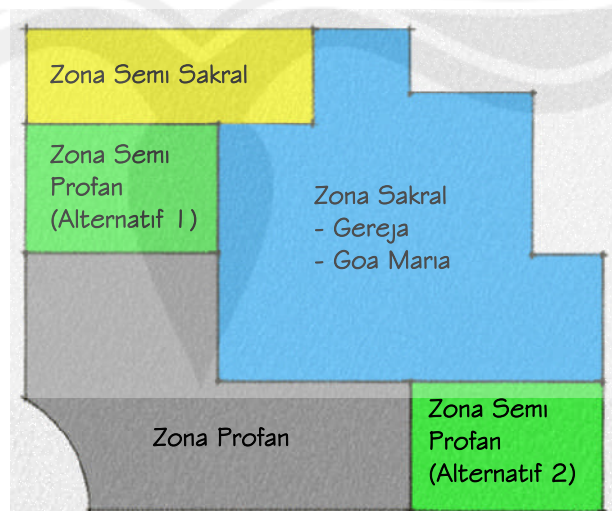 Zona Semi Sakral
Zona Semi
Profan
(Alternatif 1)
Zona Sakral
- Gereja
- Goa Maria
Zona Profan
Zona Semi
Profan
(Alternatif 2)